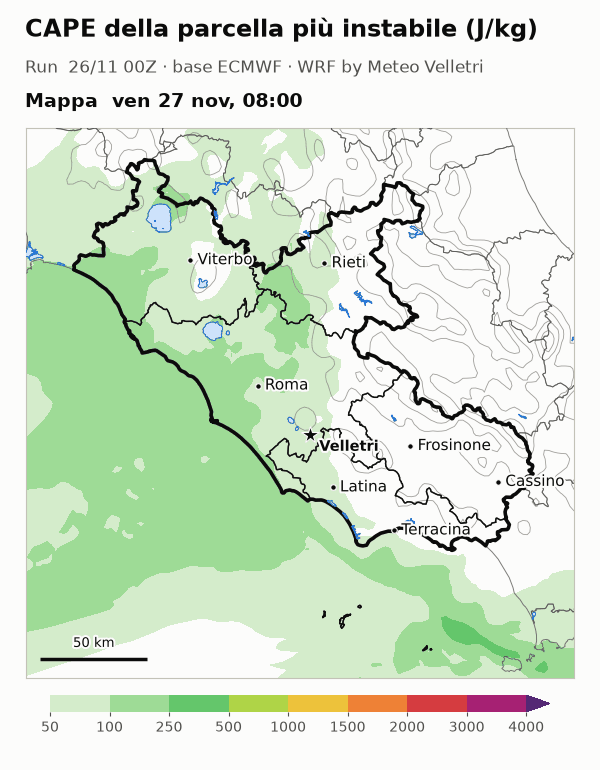 CAPE della parcella più instabile (J/kg)
Run  26/11 00Z · base ECMWF · WRF by Meteo Velletri
Mappa  ven 27 nov, 08:00
Viterbo
Rieti
Roma
Velletri
Frosinone
Cassino
Latina
Terracina
50 km
50 100 250 500 1000 1500 2000 3000 4000